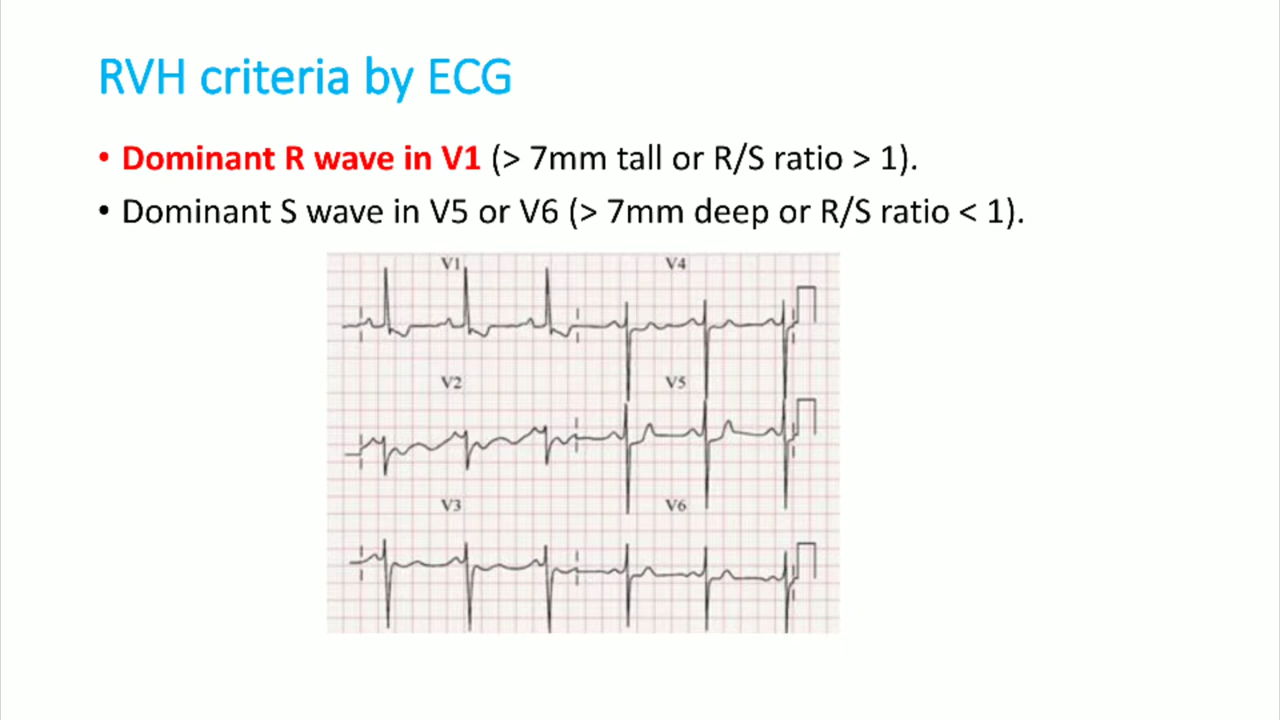 RVH criteria by ECG
• Dominant R wave in V1 (> 7mm tall or R/S ratio > 1).
• Dominant S wave in V5 or V6 (> 7mm deep or R/S ratio < 1).
V1 V4
V2 V5
V3 V6